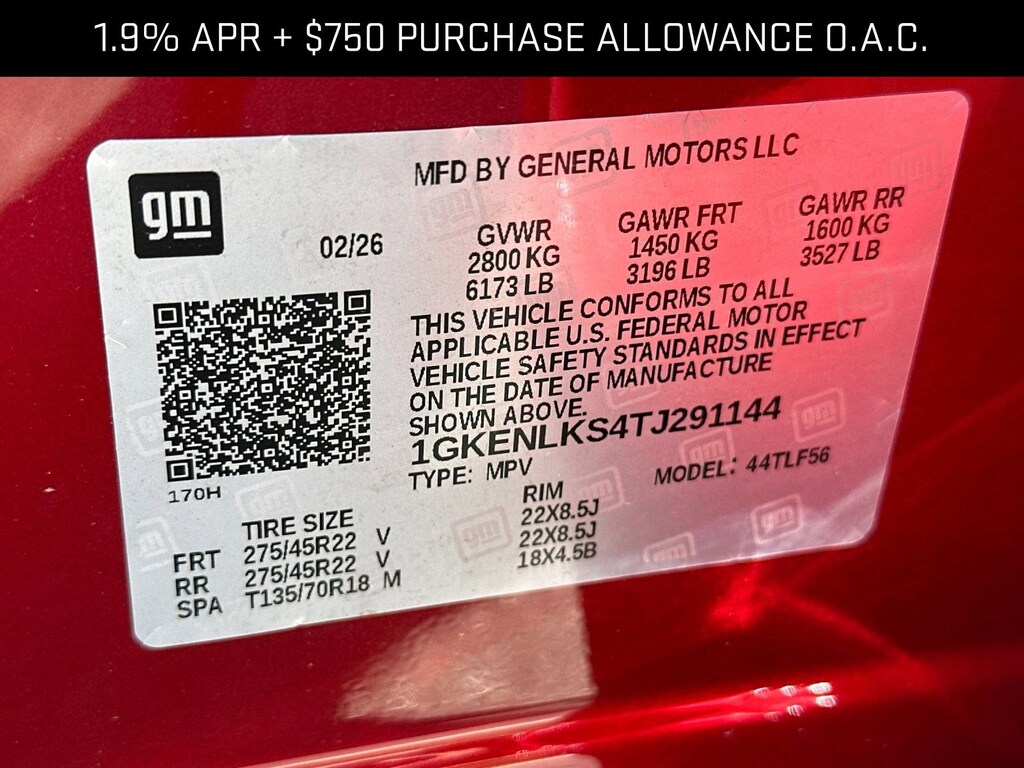 1.9% APR + $750 PURCHASE ALLOWANCE O.A.C.
MFD BY GENERAL MOTORS LLC
gm
02/26
GVWR GAWR FRT GAWR RR
2800 KG 1450 KG 1600 KG
6173 LB 3196 LB 3527 LB
THIS VEHICLE CONFORMS TO ALL
APPLICABLE U.S. FEDERAL MOTOR
VEHICLE SAFETY STANDARDS IN EFFECT
ON THE DATE OF MANUFACTURE
SHOWN ABOVE.
1GKENLKS4TJ291144
TYPE: MPV MODEL: 44TLF56
170H
TIRE SIZE RIM
FRT 275/45R22 V 22X8.5J
RR 275/45R22 V 22X8.5J
SPA T135/70R18 M 18X4.5B